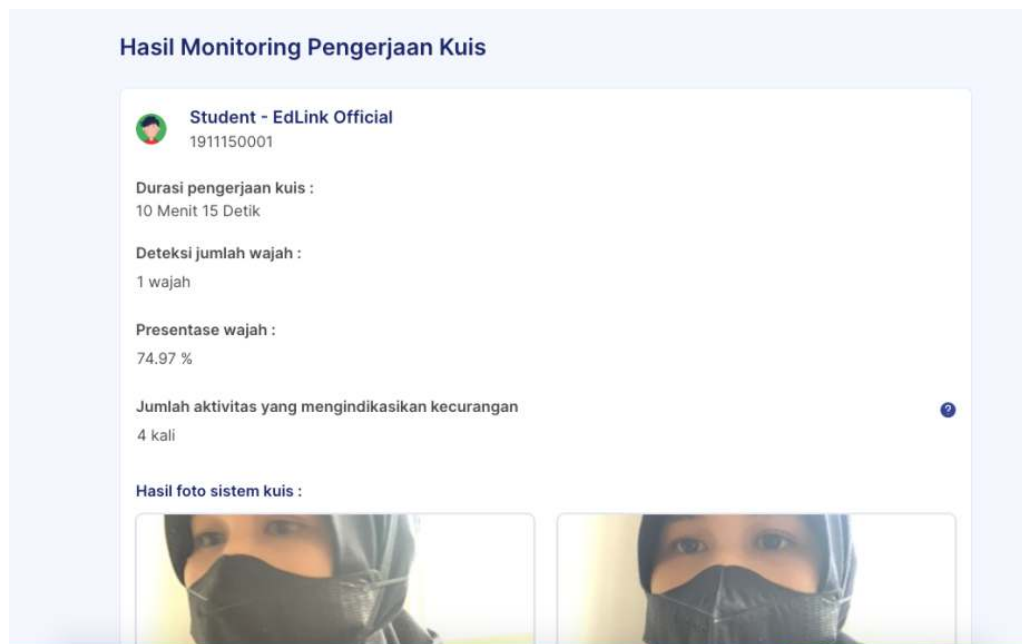 Hasil Monitoring Pengerjaan Kuis
Student - EdLink Official
1911150001
Durasi pengerjaan kuis :
10 Menit 15 Detik
Deteksi jumlah wajah :
1 wajah
Presentase wajah :
74.97 %
Jumlah aktivitas yang mengindikasikan kecurangan
?
4 kali
Hasil foto sistem kuis :